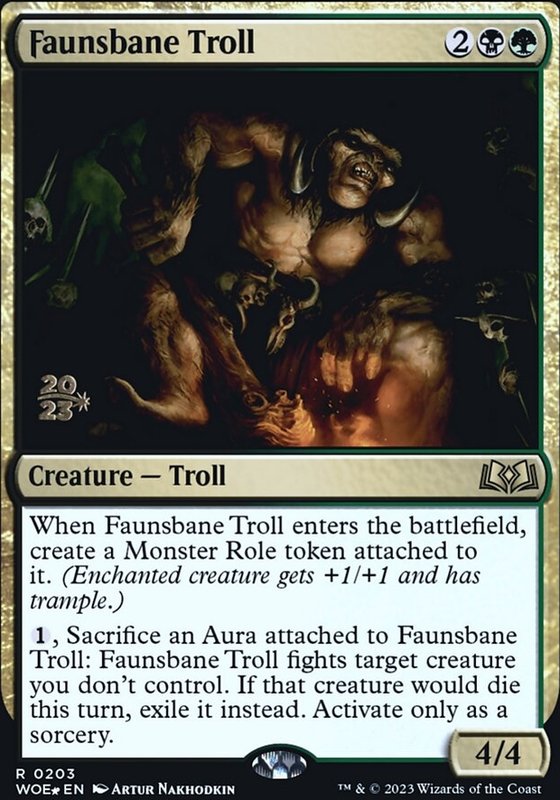 Faunsbane Troll 2
20
23
Creature — Troll
When Faunsbane Troll enters the battlefield,
create a Monster Role token attached to
it. (Enchanted creature gets +1/+1 and has
trample.)
1, Sacrifice an Aura attached to Faunsbane
Troll: Faunsbane Troll fights target creature
you don't control. If that creature would die
this turn, exile it instead. Activate only as a
sorcery.
4/4
R 0203
WOE★EN Artur Nakhodkin ™ & © 2023 Wizards of the Coast